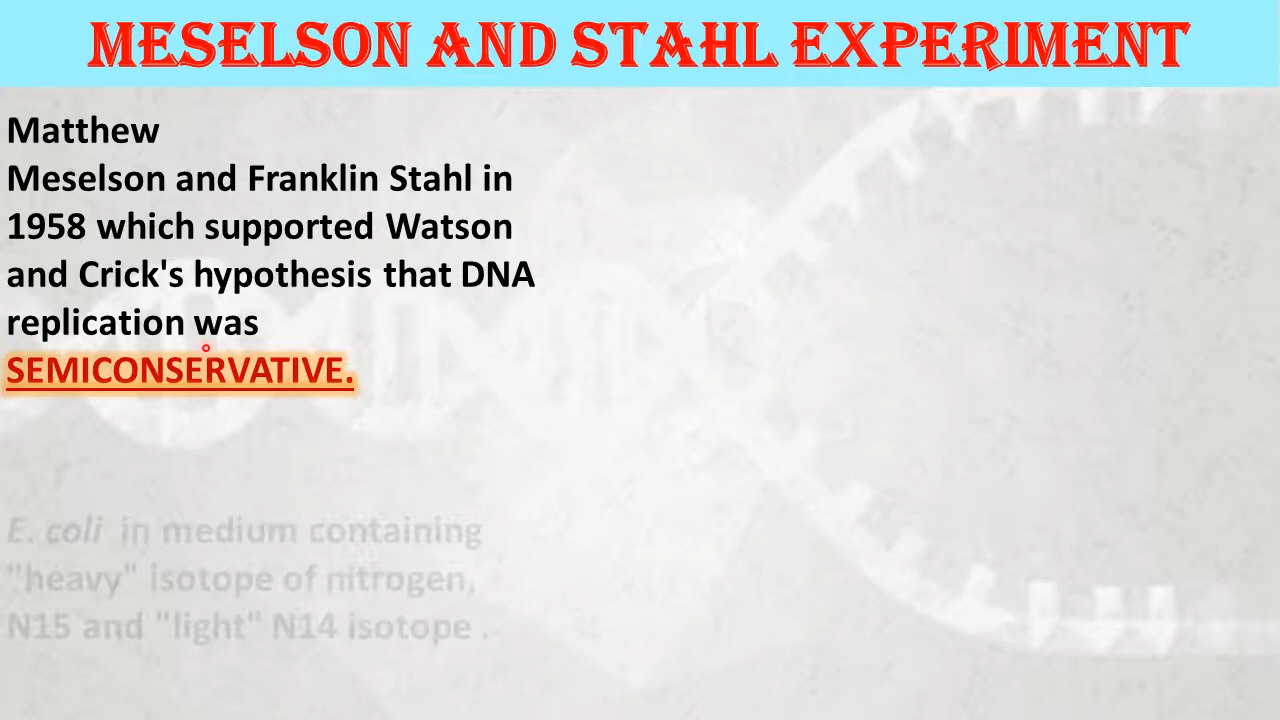 MESELSON AND STAHL EXPERIMENT
Matthew
Meselson and Franklin Stahl in
1958 which supported Watson
and Crick's hypothesis that DNA
replication was
SEMICONSERVATIVE.
E. coli in medium containing
"heavy" isotope of nitrogen,
N15 and "light" N14 isotope .